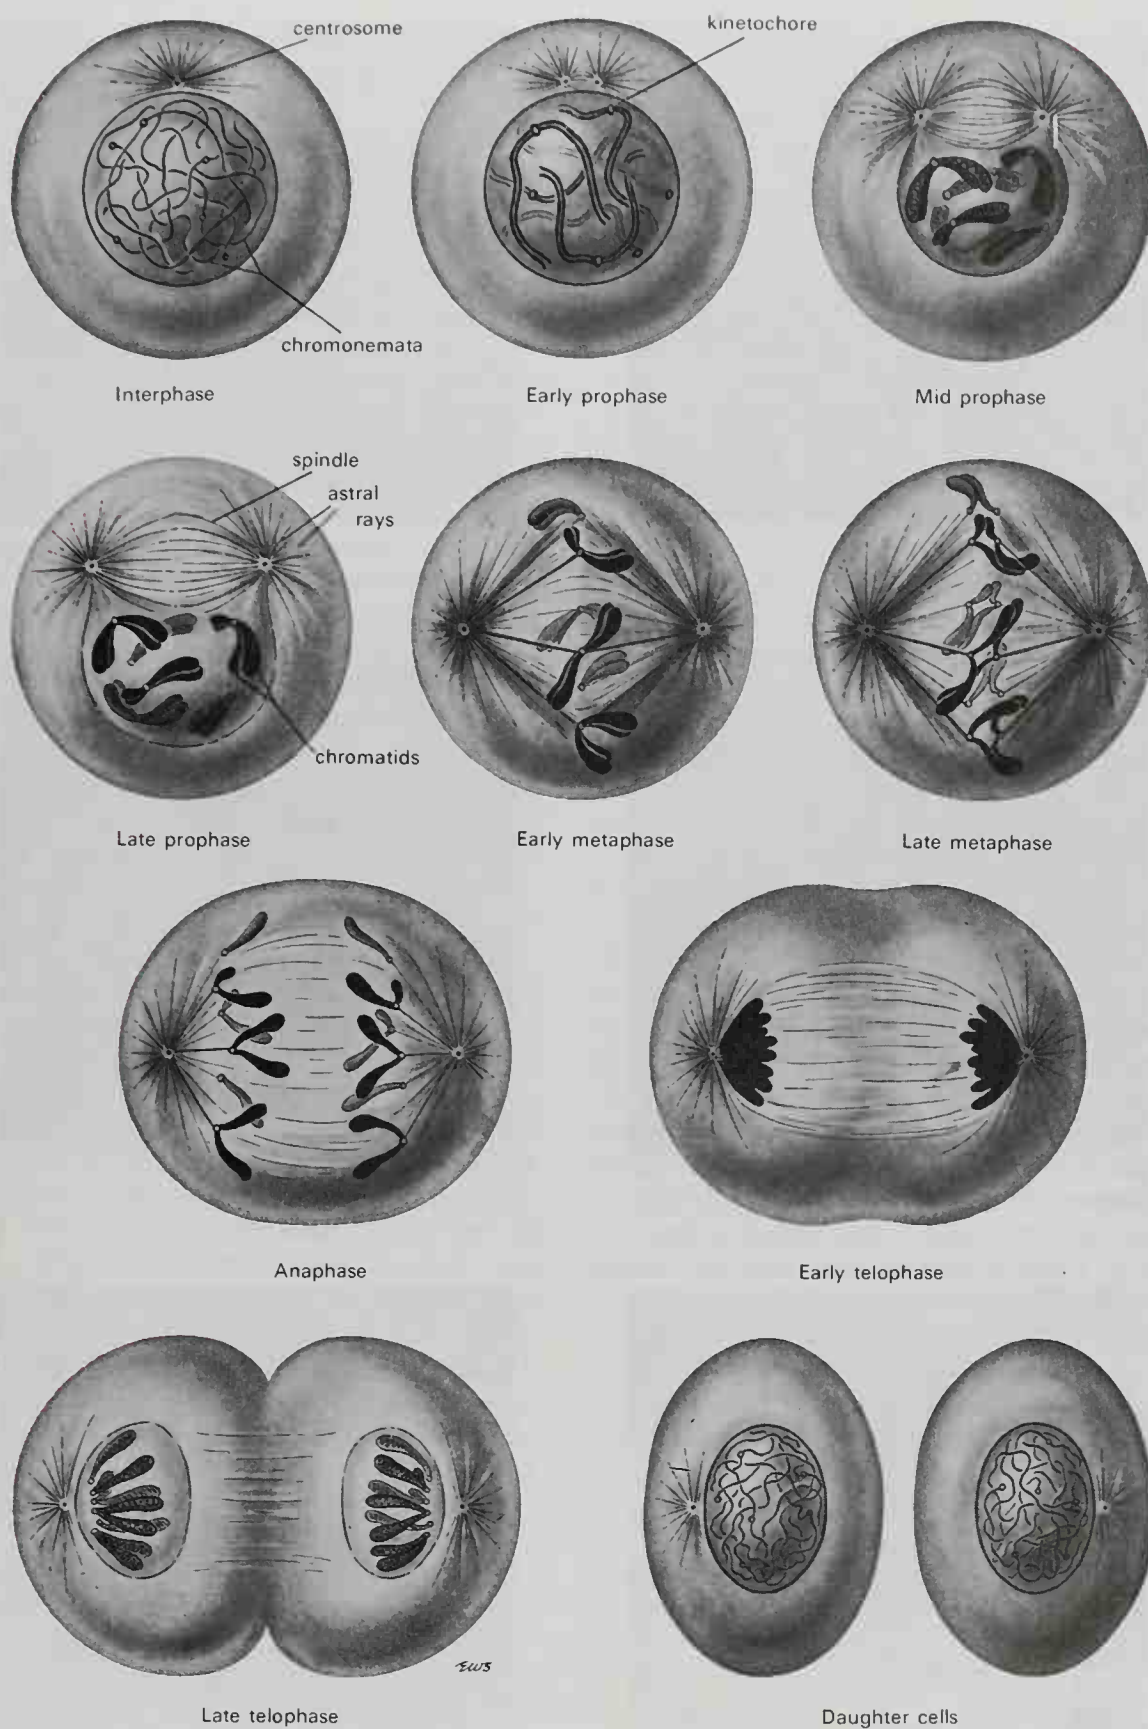 centrosome
kinetochore
chromonemata
Interphase
Early prophase
Mid prophase
spindle
astral
rays
chromatids
Late prophase
Early metaphase
Late metaphase
Anaphase
Early telophase
EWS
Late telophase
Daughter cells